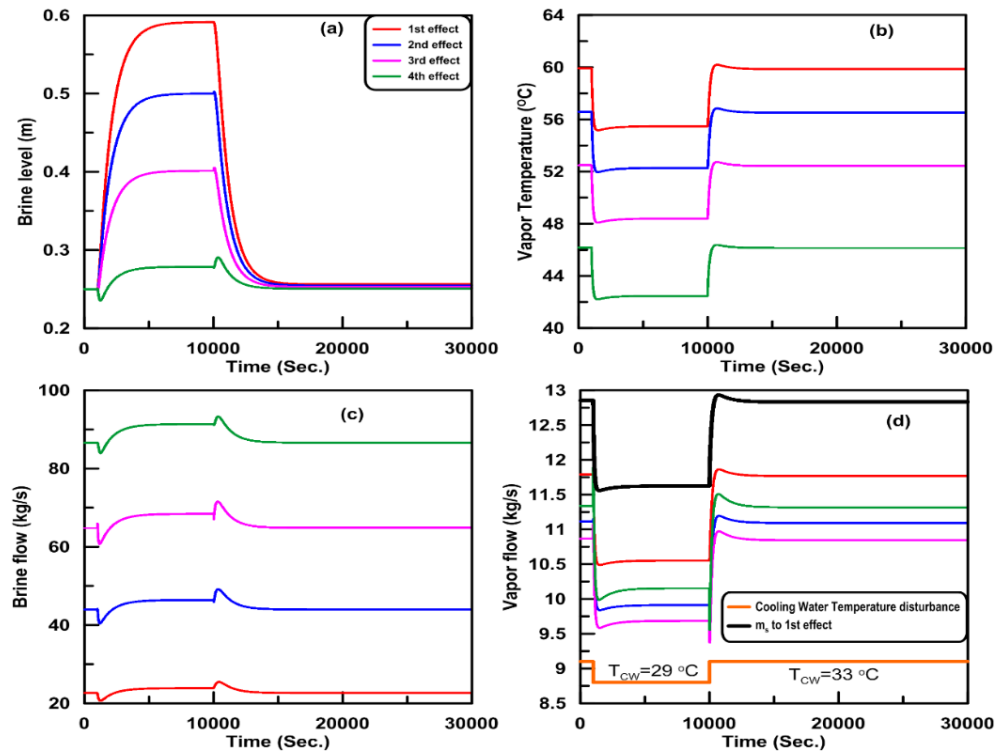 (a)
1st effect
2nd effect
3rd effect
4th effect
Brine level (m)
0.6
0.5
0.4
0.3
0.2
0 10000 20000 30000
Time (Sec.)
(b)
Vapor Temperature (ºC)
64
60
56
52
48
44
40
0 10000 20000 30000
Time (Sec.)
(c)
Brine flow (kg/s)
100
80
60
40
20
0 10000 20000 30000
Time (Sec.)
(d)
Vapor flow (kg/s)
13
12.5
12
11.5
11
10.5
10
9.5
9
8.5
Cooling Water Temperature disturbance
ms to 1st effect
TCW=29 ºC
TCW=33 ºC
0 10000 20000 30000
Time (Sec.)